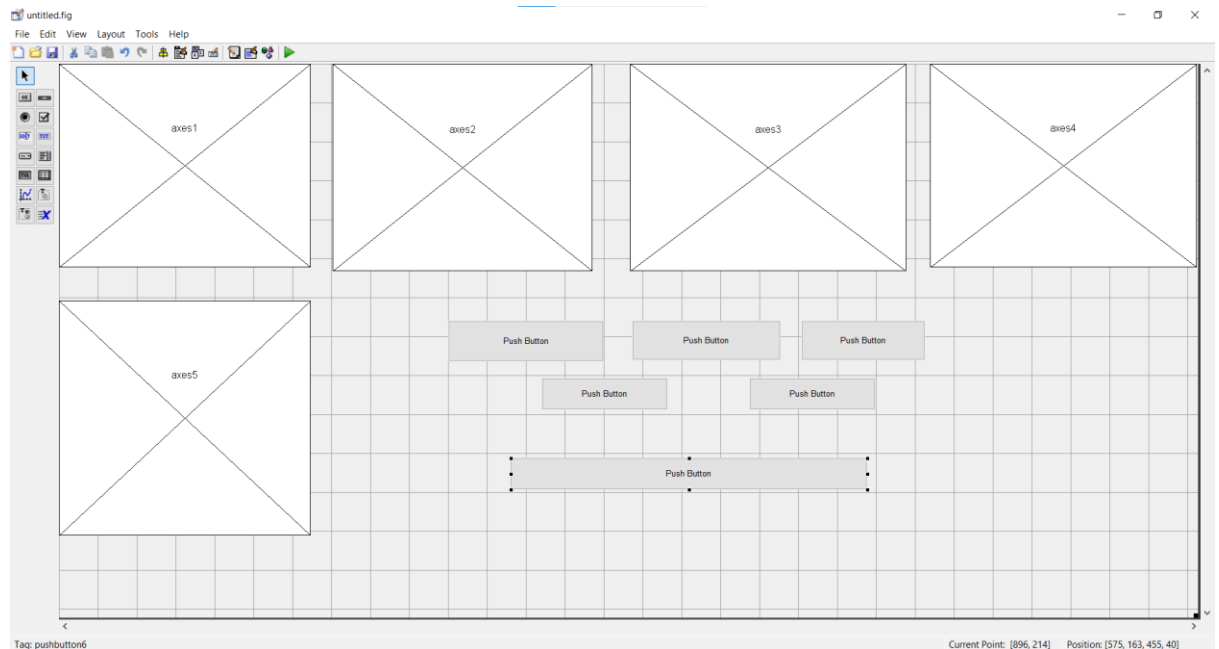 untitled.fig
File Edit View Layout Tools Help
axes1
axes2
axes3
axes4
axes5
Push Button
Push Button
Push Button
Push Button
Push Button
Push Button
Tag: pushbutton6
Current Point: [896, 214] Position: [575, 163, 455, 40]